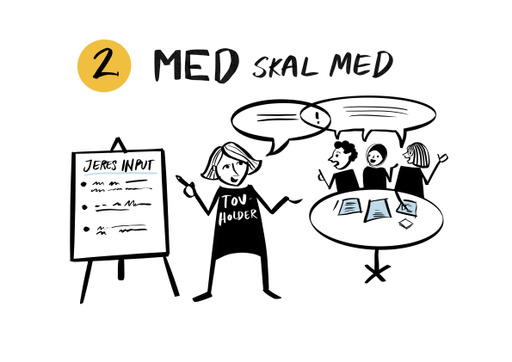 2 MED SKAL MED
!
JERES INPUT
TOV-
HOLDER